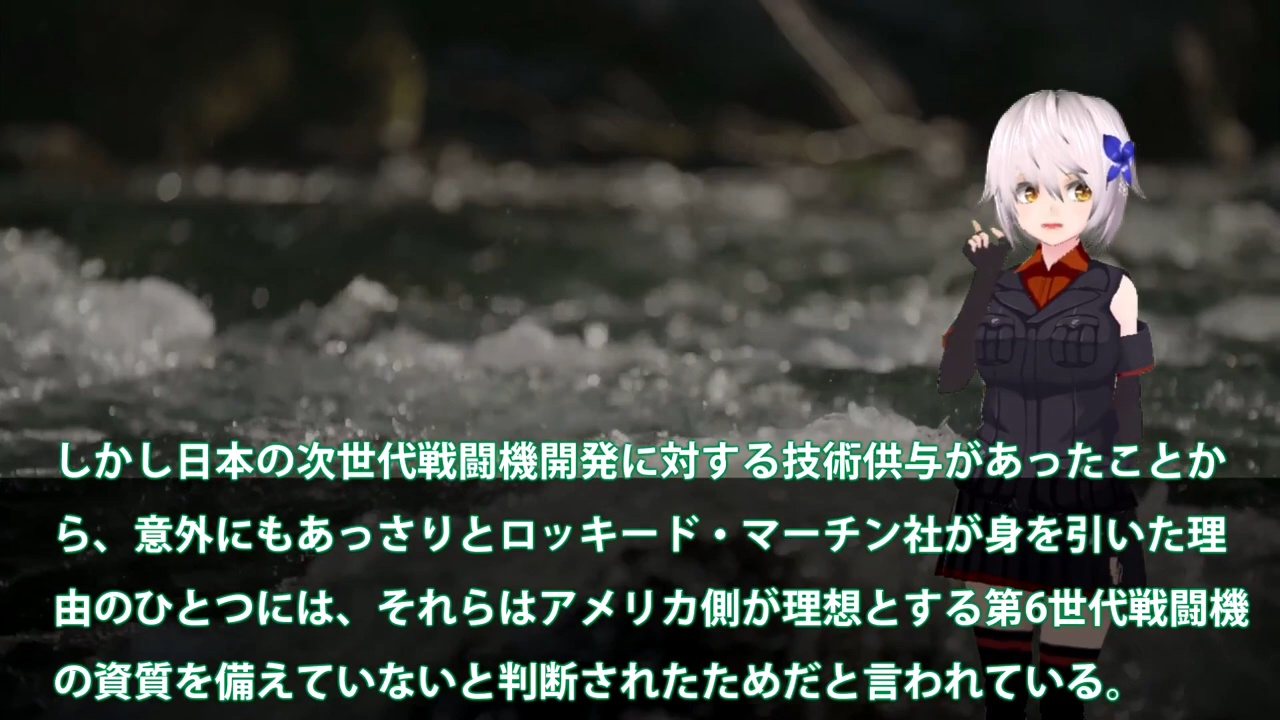 しかし日本の次世代戦闘機開発に対する技術供与があったことか
ら、意外にもあっさりとロッキード・マーチン社が身を引いた理
由のひとつには、それらはアメリカ側が理想とする第6世代戦闘機
の資質を備えていないと判断されたためだと言われている。